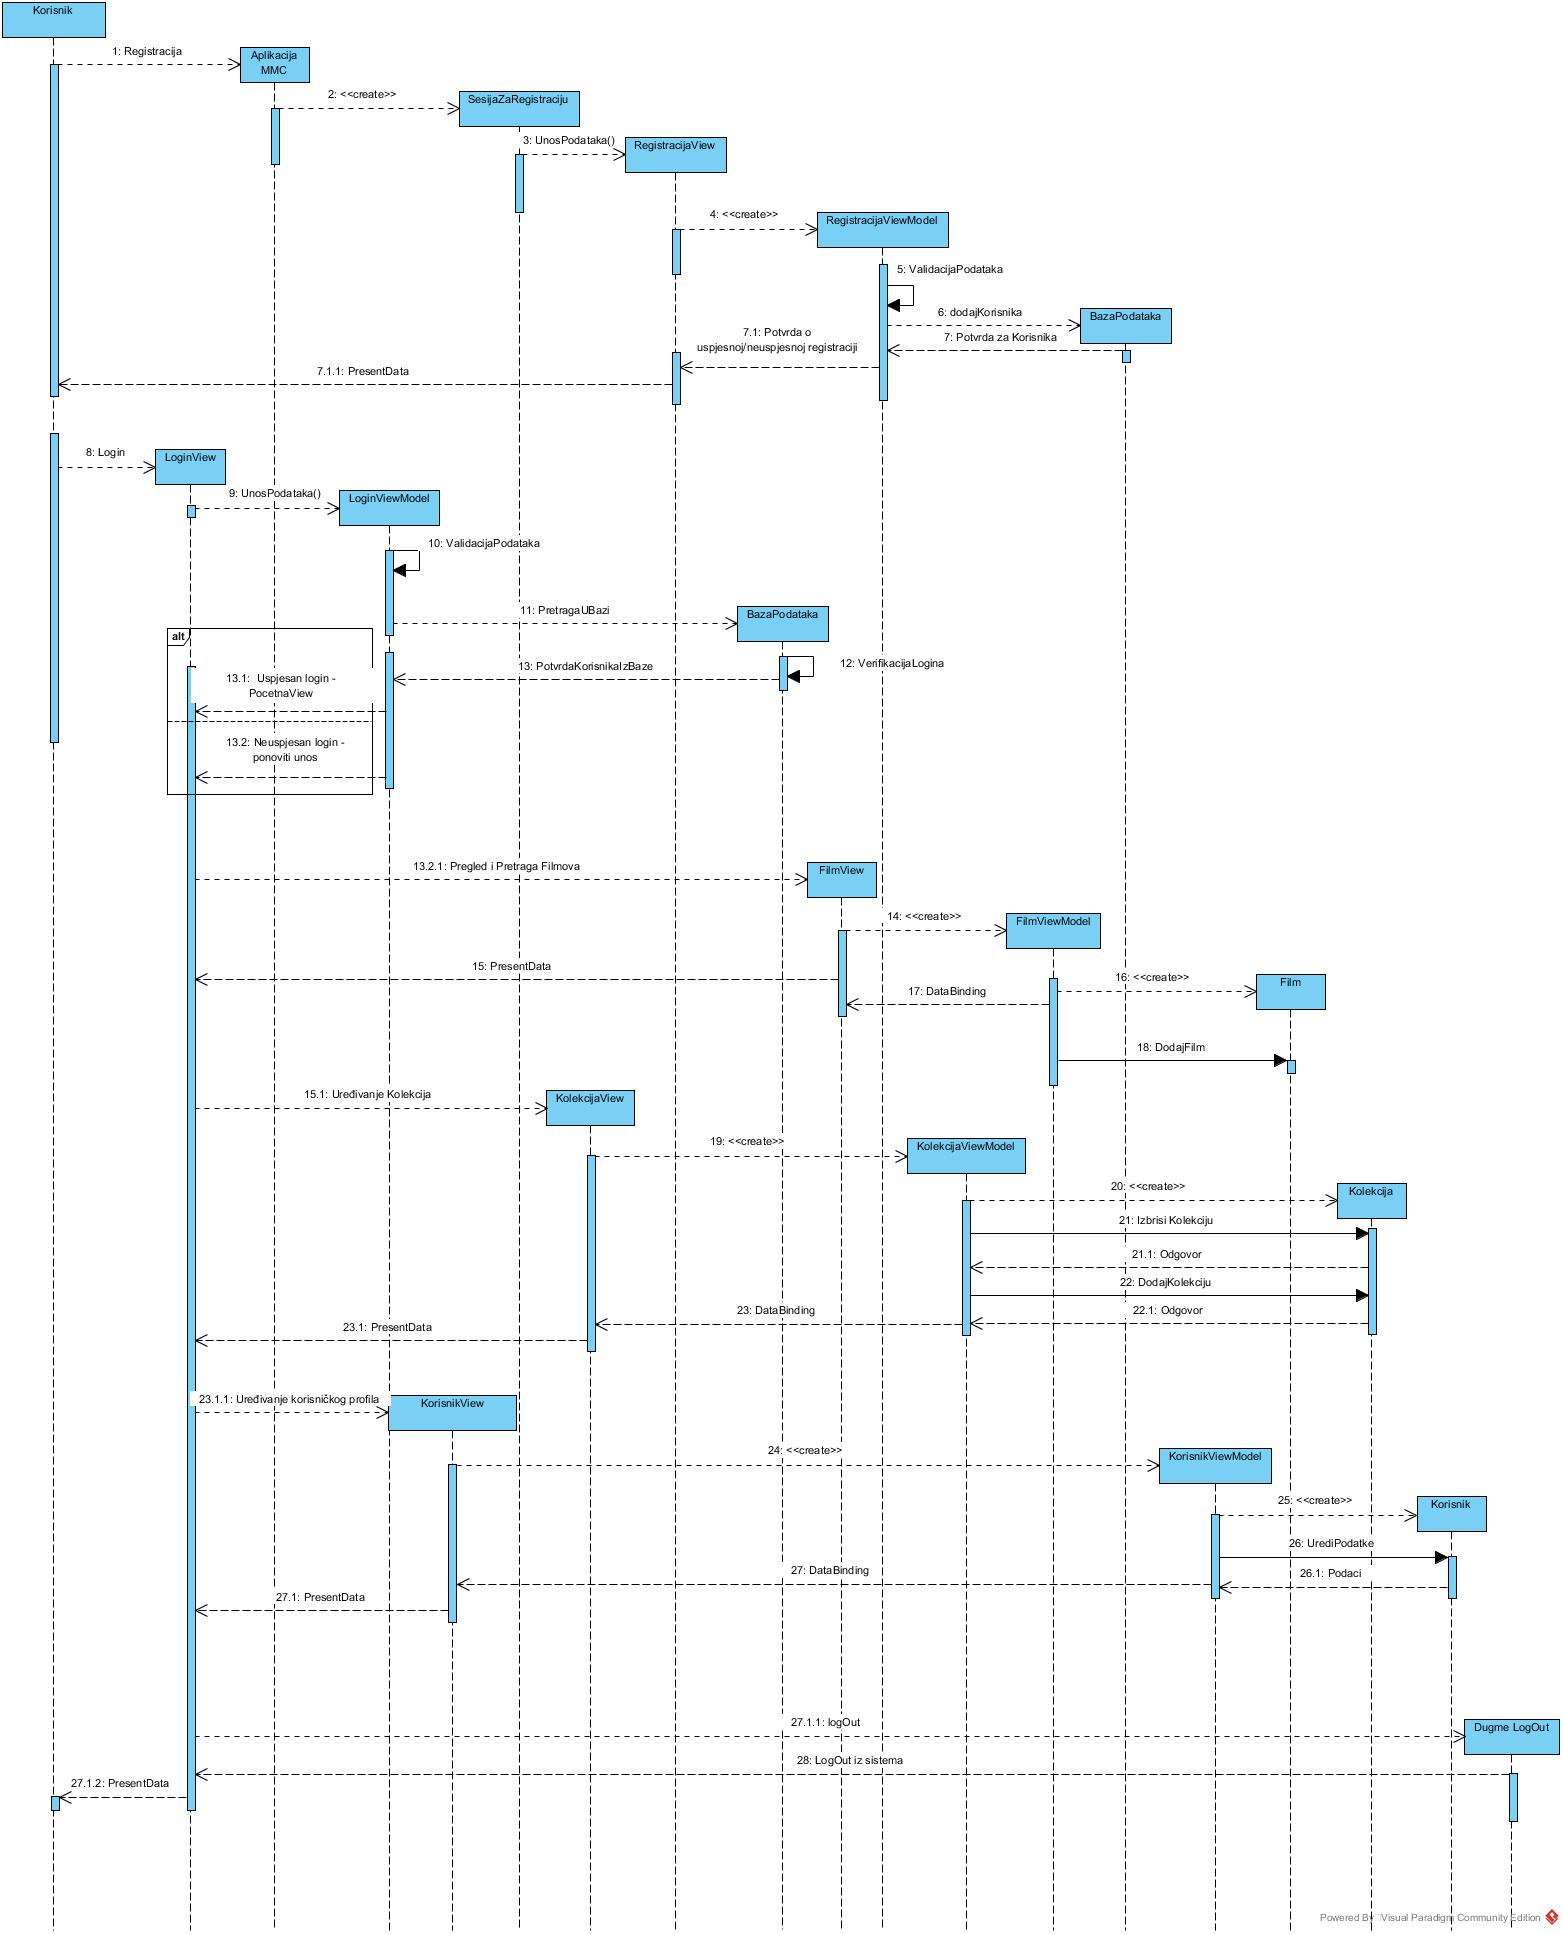 Korisnik
1: Registracija
Aplikacija
MMC
2: <<create>>
SesijaZaRegistraciju
3: UnosPodataka()
RegistracijaView
4: <<create>>
RegistracijaViewModel
5: ValidacijaPodataka
6: dodajKorisnika
BazaPodataka
7: Potvrda za Korisnika
7.1: Potvrda o
uspjesnoj/neuspjesnoj registraciji
7.1.1: PresentData
8: Login
LoginView
9: UnosPodataka()
LoginViewModel
10: ValidacijaPodataka
11: PretragaUBazi
BazaPodataka
alt
12: VerifikacijaLogina
13: PotvrdaKorisnikaIzBaze
13.1: Uspjesan login -
PocetnaView
13.2: Neuspjesan login -
ponoviti unos
13.2.1: Pregled i Pretraga Filmova
FilmView
14: <<create>>
FilmViewModel
15: PresentData
16: <<create>>
Film
17: DataBinding
18: DodajFilm
15.1: Uređivanje Kolekcija
KolekcijaView
19: <<create>>
KolekcijaViewModel
20: <<create>>
Kolekcija
21: Izbrisi Kolekciju
21.1: Odgovor
22: DodajKolekciju
22.1: Odgovor
23: DataBinding
23.1: PresentData
23.1.1: Uređivanje korisničkog profila
KorisnikView
24: <<create>>
KorisnikViewModel
25: <<create>>
Korisnik
26: UrediPodatke
26.1: Podaci
27: DataBinding
27.1: PresentData
27.1.1: logOut
Dugme LogOut
28: LogOut iz sistema
27.1.2: PresentData
Powered By Visual Paradigm Community Edition